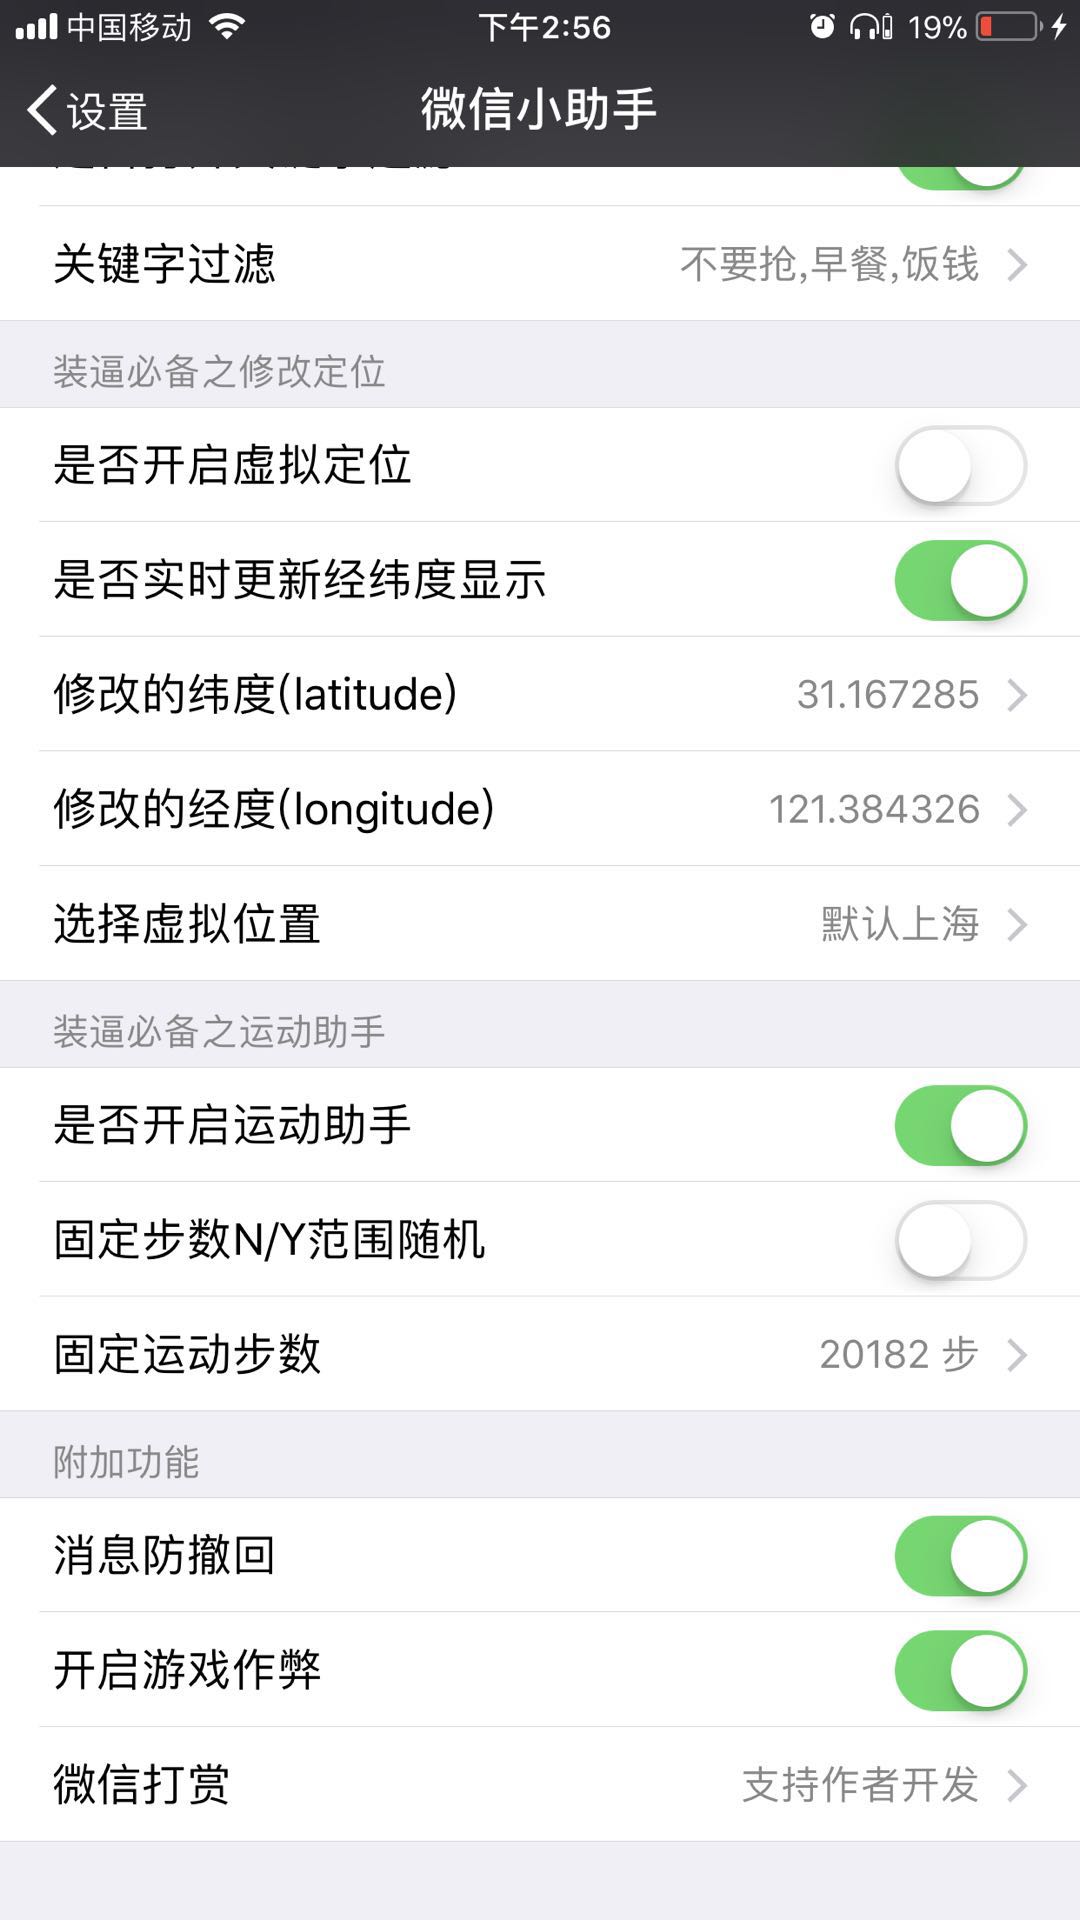 中国移动 下午2:56 19%
设置 微信小助手
关键字过滤 不要抢,早餐,饭钱
装逼必备之修改定位
是否开启虚拟定位
是否实时更新经纬度显示
修改的纬度(latitude) 31.167285
修改的经度(longitude) 121.384326
选择虚拟位置 默认上海
装逼必备之运动助手
是否开启运动助手
固定步数N/Y范围随机
固定运动步数 20182 步
附加功能
消息防撤回
开启游戏作弊
微信打赏 支持作者开发